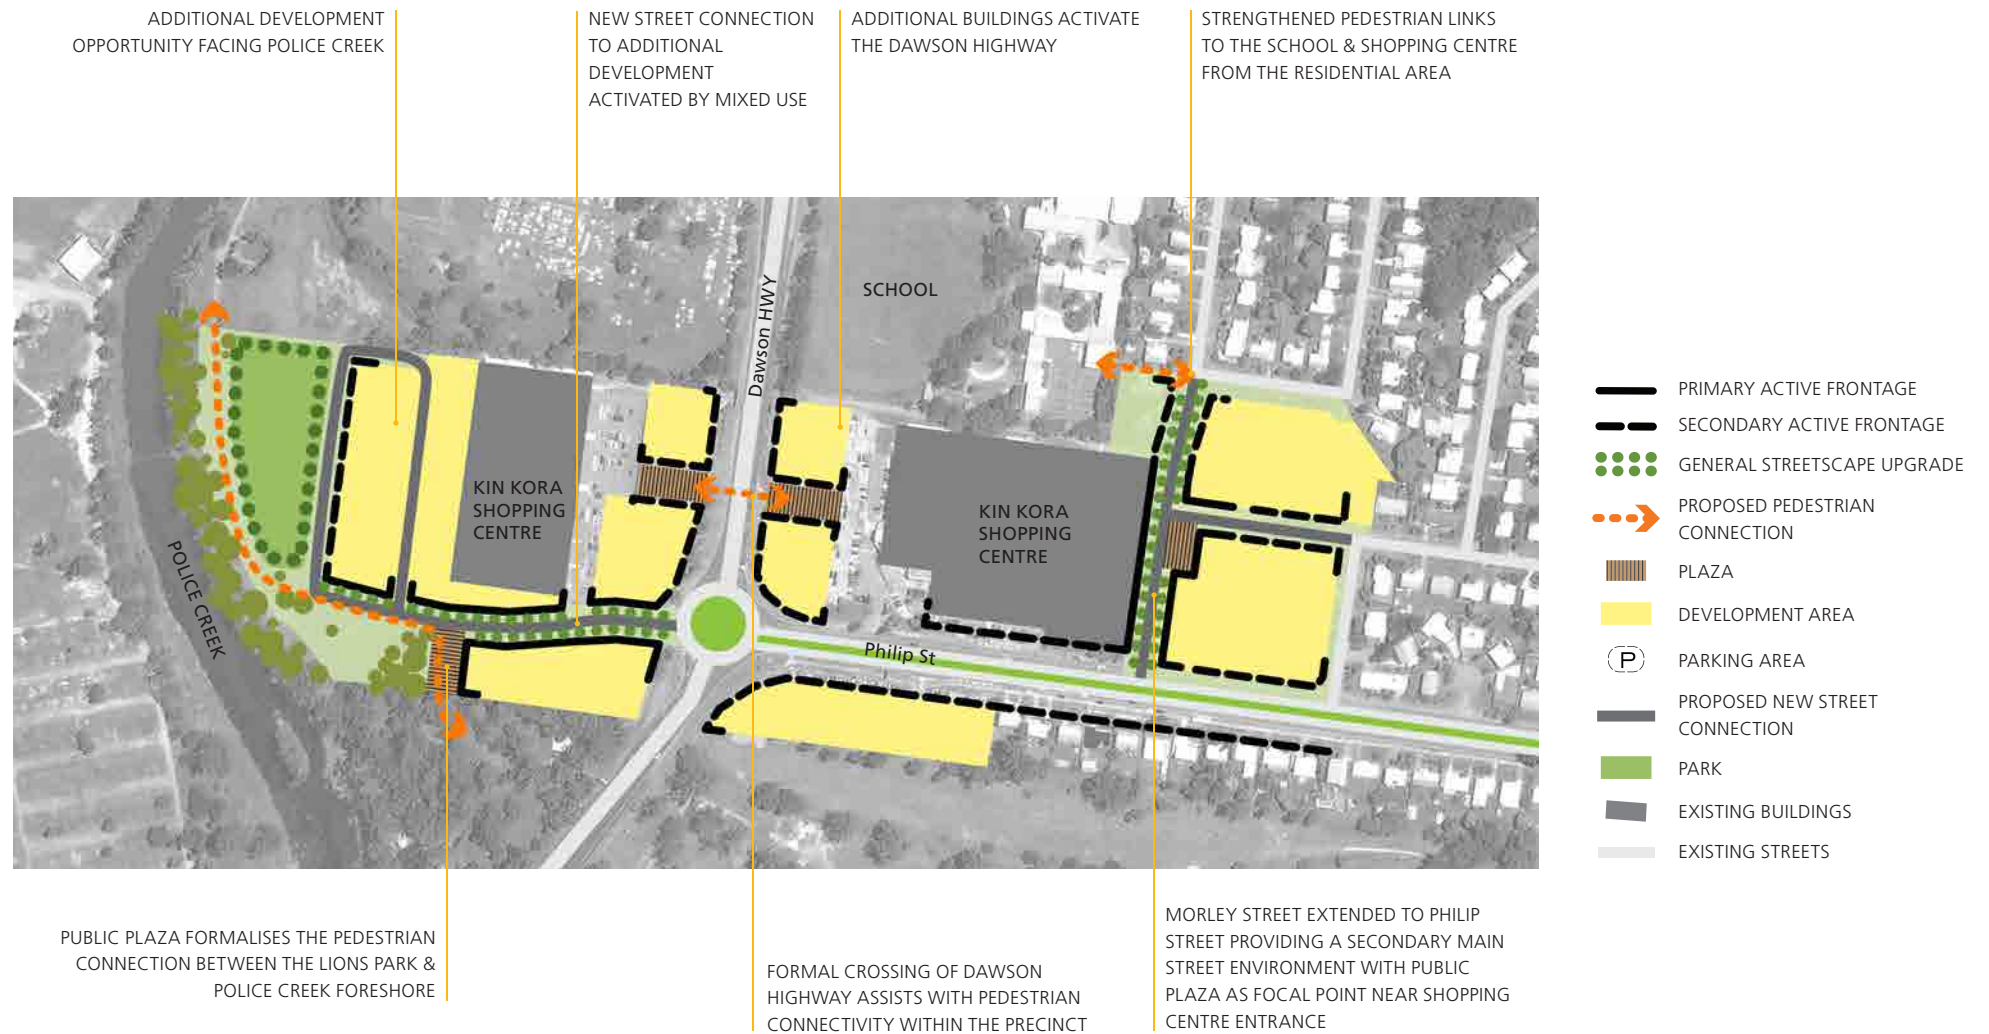 ADDITIONAL DEVELOPMENT
OPPORTUNITY FACING POLICE CREEK
NEW STREET CONNECTION
TO ADDITIONAL
DEVELOPMENT
ACTIVATED BY MIXED USE
ADDITIONAL BUILDINGS ACTIVATE
THE DAWSON HIGHWAY
STRENGTHENED PEDESTRIAN LINKS
TO THE SCHOOL & SHOPPING CENTRE
FROM THE RESIDENTIAL AREA
SCHOOL
Dawson HWY
KIN KORA
SHOPPING
CENTRE
KIN KORA
SHOPPING
CENTRE
POLICE CREEK
Philip St
PRIMARY ACTIVE FRONTAGE
SECONDARY ACTIVE FRONTAGE
GENERAL STREETSCAPE UPGRADE
PROPOSED PEDESTRIAN
CONNECTION
PLAZA
DEVELOPMENT AREA
P
PARKING AREA
PROPOSED NEW STREET
CONNECTION
PARK
EXISTING BUILDINGS
EXISTING STREETS
PUBLIC PLAZA FORMALISES THE PEDESTRIAN
CONNECTION BETWEEN THE LIONS PARK &
POLICE CREEK FORESHORE
FORMAL CROSSING OF DAWSON
HIGHWAY ASSISTS WITH PEDESTRIAN
CONNECTIVITY WITHIN THE PRECINCT
MORLEY STREET EXTENDED TO PHILIP
STREET PROVIDING A SECONDARY MAIN
STREET ENVIRONMENT WITH PUBLIC
PLAZA AS FOCAL POINT NEAR SHOPPING
CENTRE ENTRANCE